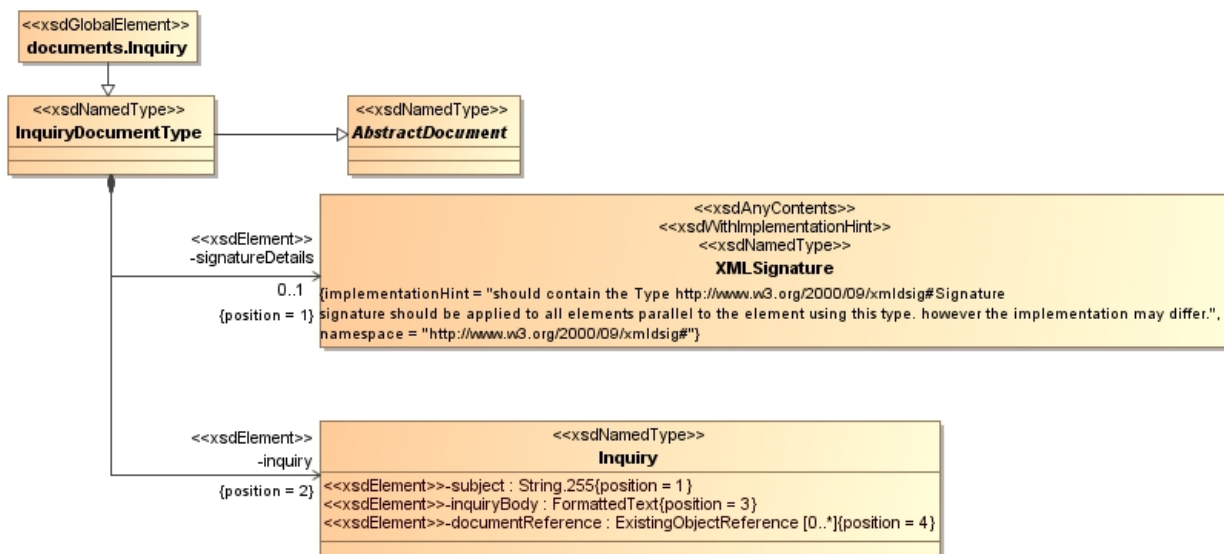 <<xsdGlobalElement>>
documents.Inquiry
<<xsdNamedType>>
InquiryDocumentType
<<xsdNamedType>>
AbstractDocument
<<xsdElement>>
-signatureDetails
0..1
{position = 1}
<<xsdAnyContents>>
<<xsdWithImplementationHint>>
<<xsdNamedType>>
XMLSignature
{implementationHint = "should contain the Type http://www.w3.org/2000/09/xmldsig#Signature
signature should be applied to all elements parallel to the element using this type. however the implementation may differ.",
namespace = "http://www.w3.org/2000/09/xmldsig#"}
<<xsdElement>>
-inquiry
{position = 2}
<<xsdNamedType>>
Inquiry
<<xsdElement>>-subject : String.255{position = 1}
<<xsdElement>>-inquiryBody : FormattedText{position = 3}
<<xsdElement>>-documentReference : ExistingObjectReference [0..*]{position = 4}